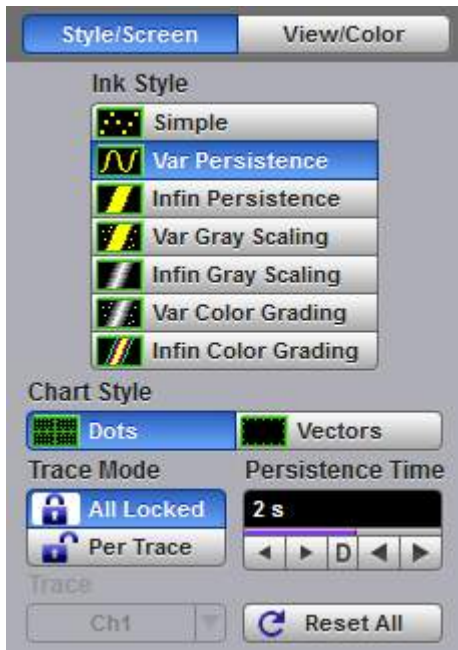 Style/Screen View/Color
Ink Style
Simple
Var Persistence
Infin Persistence
Var Gray Scaling
Infin Gray Scaling
Var Color Grading
Infin Color Grading
Chart Style
Dots Vectors
Trace Mode Persistence Time
All Locked 2 s
Per Trace D
Trace
Ch1 Reset All